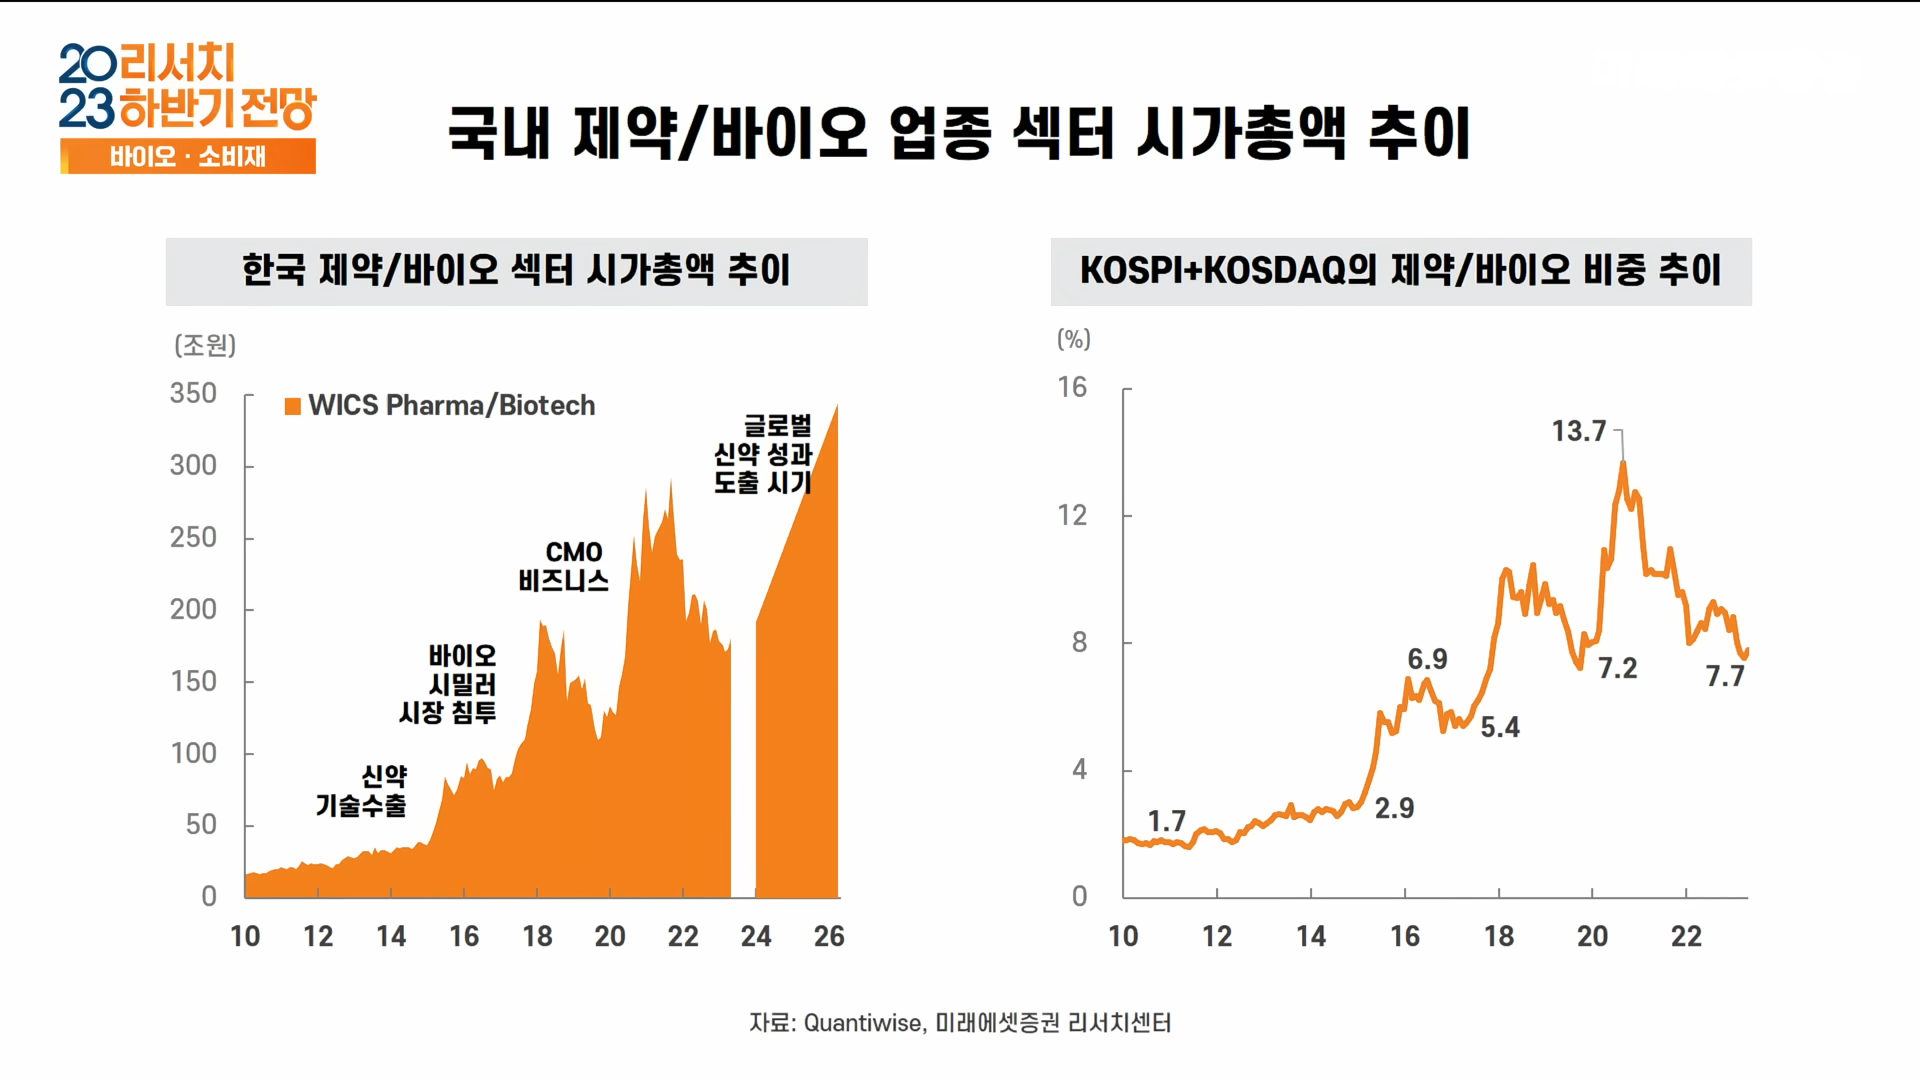 20 리서치
23 하반기 전망
바이오 · 소비재
국내 제약/바이오 업종 섹터 시가총액 추이
한국 제약/바이오 섹터 시가총액 추이
(조원)
350
300
250
200
150
100
50
0
WICS Pharma/Biotech
글로벌
신약 성과
도출 시기
CMO
비즈니스
바이오
시밀러
시장 침투
신약
기술수출
10 12 14 16 18 20 22 24 26
KOSPI+KOSDAQ의 제약/바이오 비중 추이
(%)
16
12
8
4
0
13.7
6.9
7.2
7.7
5.4
2.9
1.7
10 12 14 16 18 20 22
자료: Quantiwise, 미래에셋증권 리서치센터